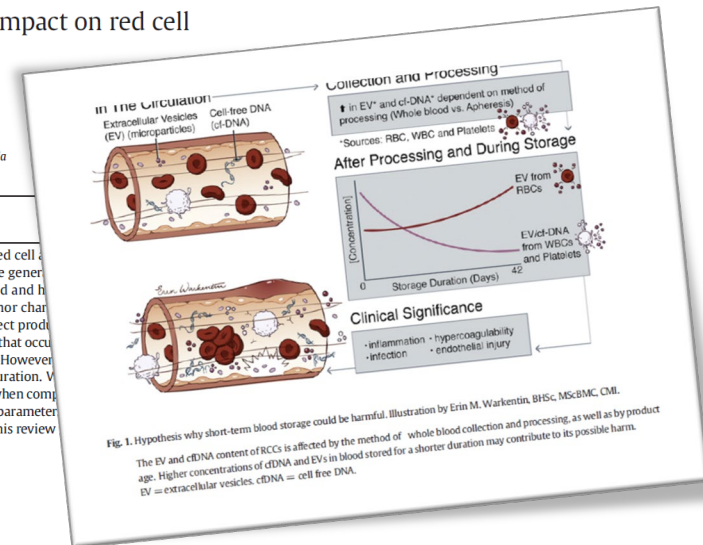 mpact on red cell
a
ed cell a
e gener
d and h
nor char
ect produ
that occu
However
uration. W
when comp
parameter
his review
In The Circulation
Extracellular Vesicles
(EV) (microparticles)
Cell-free DNA
(cf-DNA)
Erin Warkentin
Collection and Processing
⬆ in EV* and cf-DNA* dependent on method of
processing (Whole blood vs. Apheresis)
*Sources: RBC, WBC and Platelets
After Processing and During Storage
[Concentration]
EV from
RBCs
EV/cf-DNA
from WBCs
and Platelets
0
Storage Duration (Days)
42
Clinical Significance
·inflammation
·hypercoagulability
·infection
·endothelial injury
Fig. 1. Hypothesis why short-term blood storage could be harmful. Illustration by Erin M. Warkentin, BHSc, MScBMC, CMI.
The EV and cfDNA content of RCCs is affected by the method of whole blood collection and processing, as well as by product
age. Higher concentrations of cfDNA and EVs in blood stored for a shorter duration may contribute to its possible harm.
EV = extracellular vesicles. cfDNA = cell free DNA.